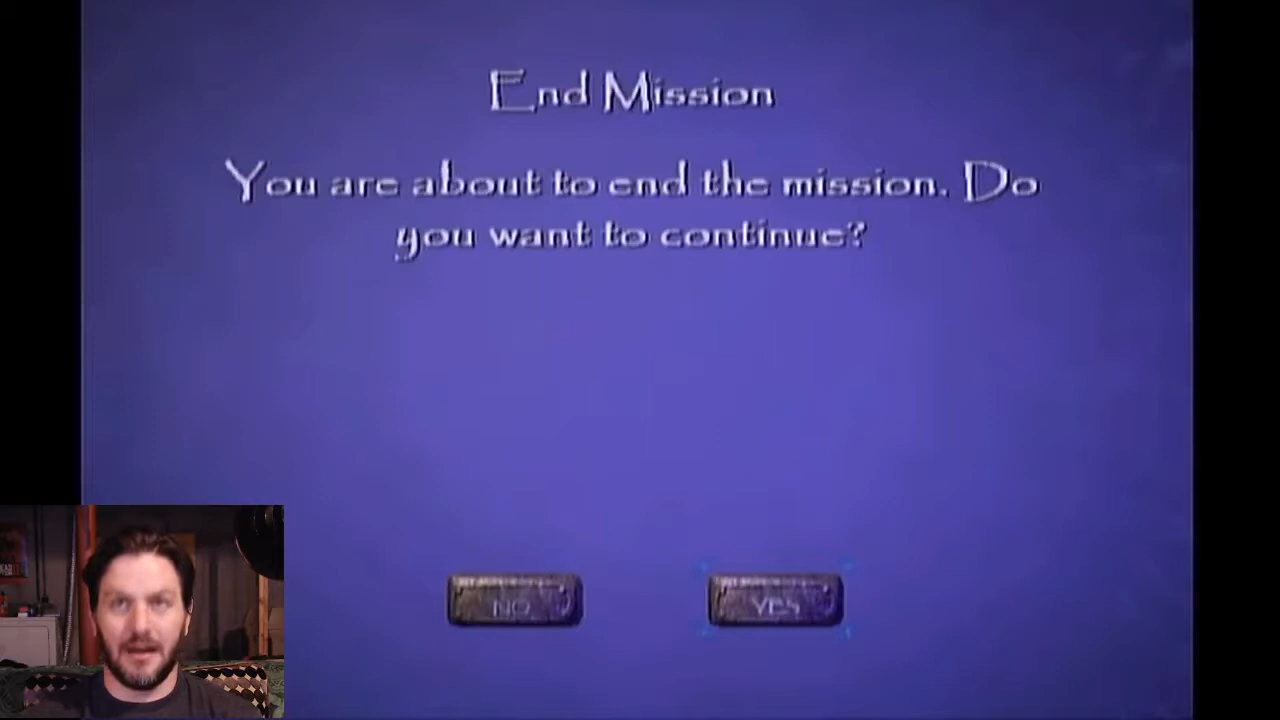 End Mission
You are about to end the mission. Do
you want to continue?
NO
YES